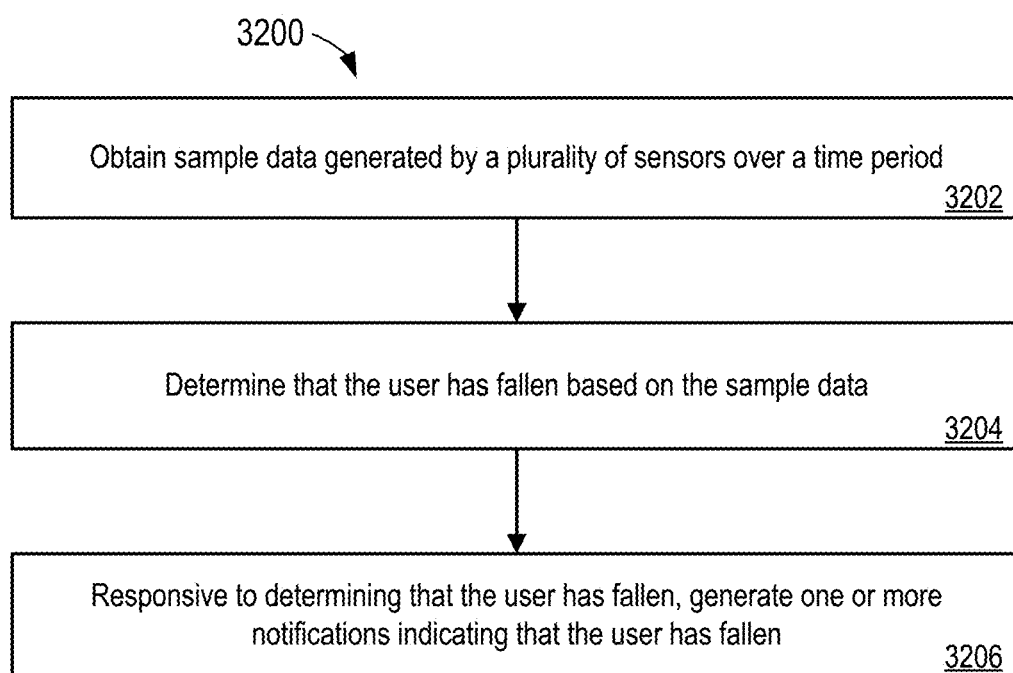 3200
Obtain sample data generated by a plurality of sensors over a time period
3202
Determine that the user has fallen based on the sample data
3204
Responsive to determining that the user has fallen, generate one or more
notifications indicating that the user has fallen
3206